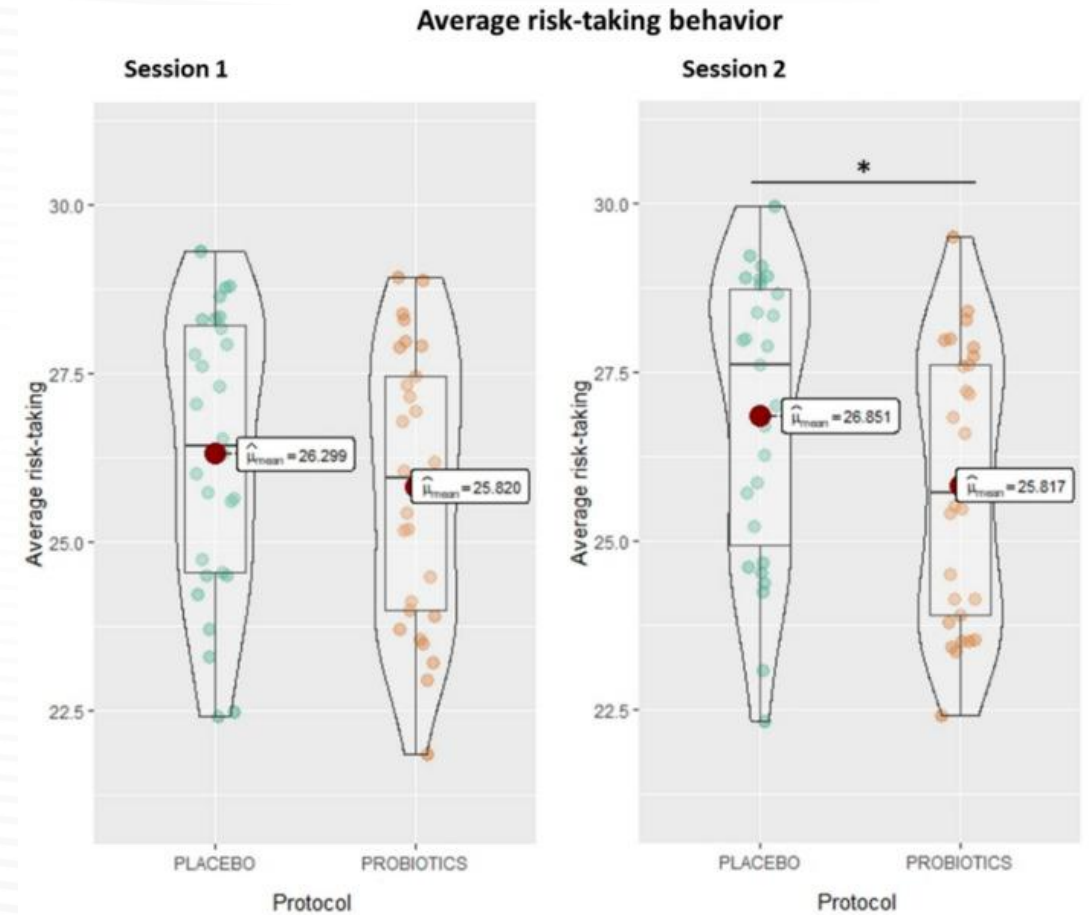 Average risk-taking behavior
Session 1
Session 2
*
30.0
27.5
25.0
22.5
Average risk-taking
μ̂mean = 26.299
μ̂mean = 25.820
PLACEBO
PROBIOTICS
Protocol
30.0
27.5
25.0
22.5
Average risk-taking
μ̂mean = 26.851
μ̂mean = 25.817
PLACEBO
PROBIOTICS
Protocol